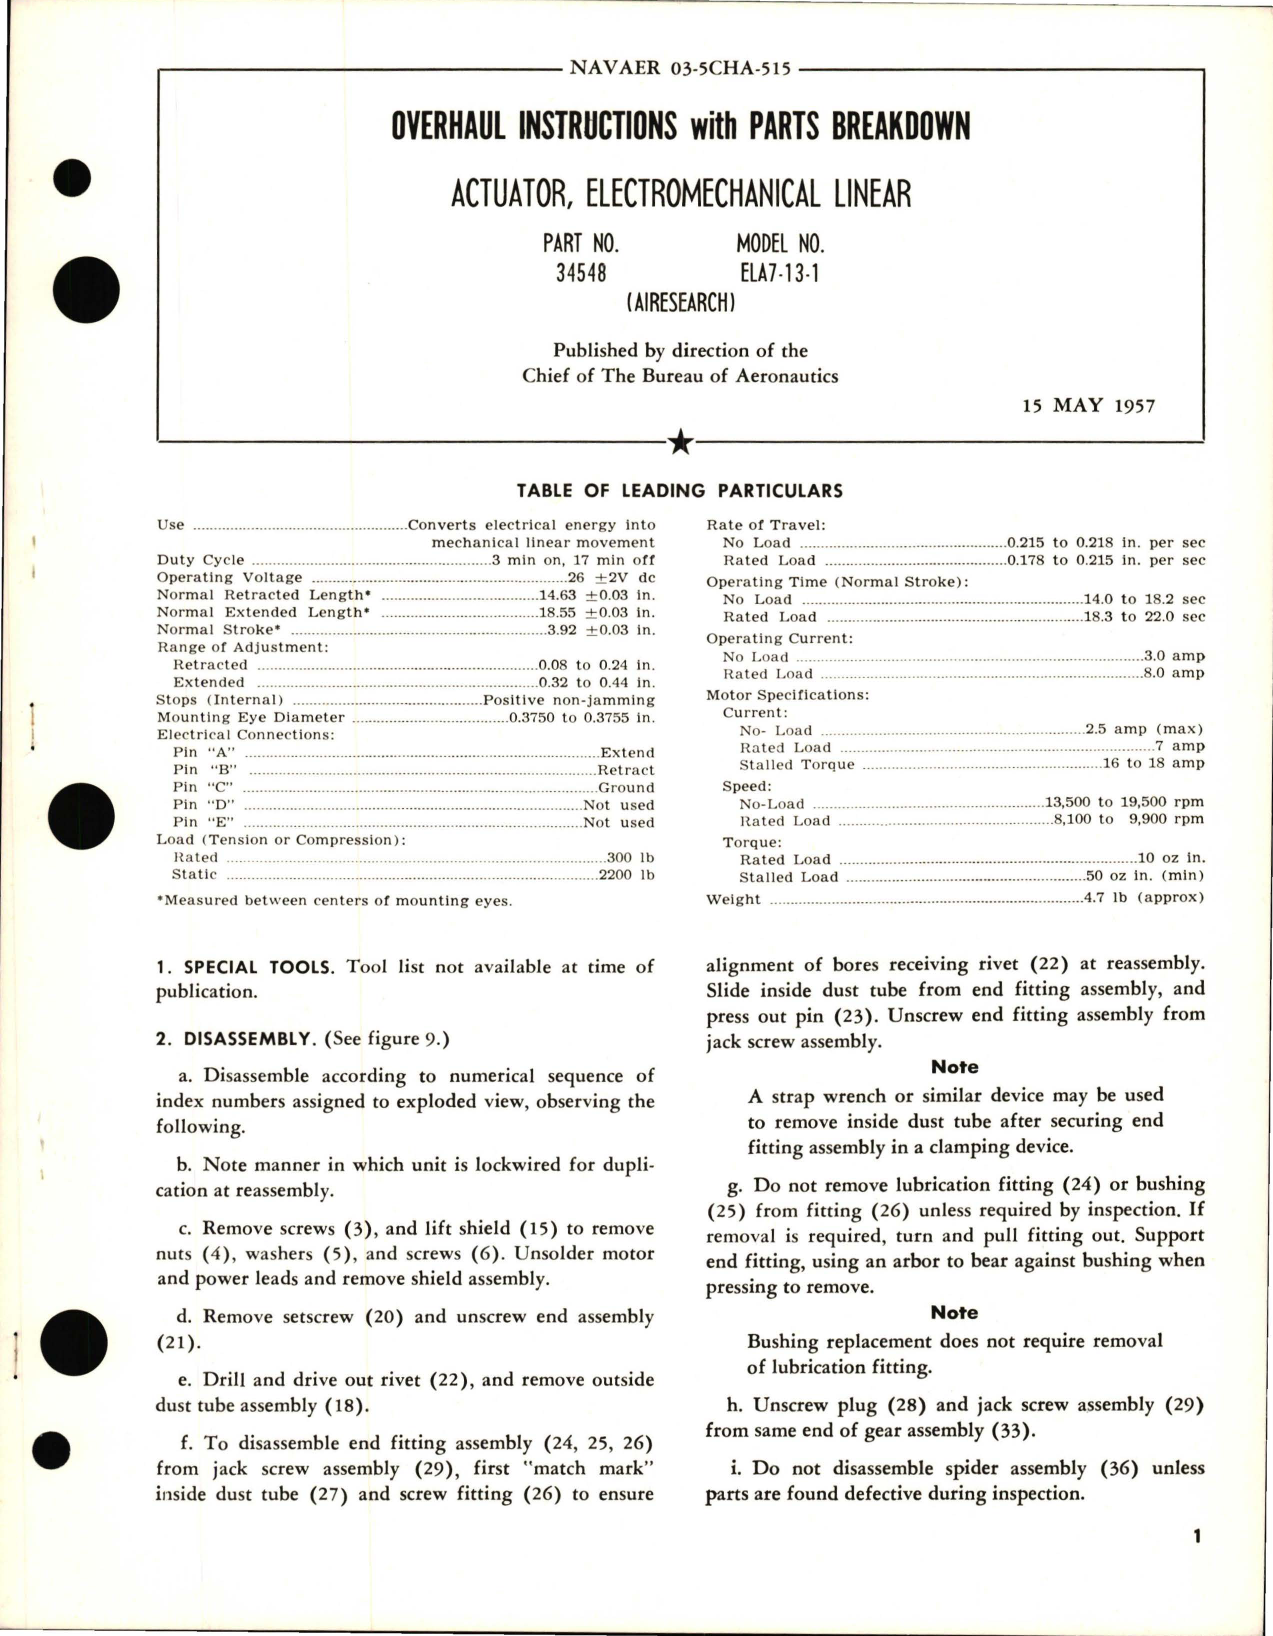 NAVAER 03-5CHA-515
OVERHAUL INSTRUCTIONS with PARTS BREAKDOWN
ACTUATOR, ELECTROMECHANICAL LINEAR
PART NO. MODEL NO.
34548 ELA7-13-1
(AIRESEARCH)
Published by direction of the
Chief of The Bureau of Aeronautics
15 MAY 1957
TABLE OF LEADING PARTICULARS
Use ........ Converts electrical energy into
mechanical linear movement
Duty Cycle ........ 3 min on, 17 min off
Operating Voltage ........ 26 ±2V dc
Normal Retracted Length* ........ 14.63 ±0.03 in.
Normal Extended Length* ........ 18.55 ±0.03 in.
Normal Stroke* ........ 3.92 ±0.03 in.
Range of Adjustment:
Retracted ........ 0.08 to 0.24 in.
Extended ........ 0.32 to 0.44 in.
Stops (Internal) ........ Positive non-jamming
Mounting Eye Diameter ........ 0.3750 to 0.3755 in.
Electrical Connections:
Pin "A" ........ Extend
Pin "B" ........ Retract
Pin "C" ........ Ground
Pin "D" ........ Not used
Pin "E" ........ Not used
Load (Tension or Compression):
Rated ........ 300 lb
Static ........ 2200 lb
*Measured between centers of mounting eyes.
Rate of Travel:
No Load ........ 0.215 to 0.218 in. per sec
Rated Load ........ 0.178 to 0.215 in. per sec
Operating Time (Normal Stroke):
No Load ........ 14.0 to 18.2 sec
Rated Load ........ 18.3 to 22.0 sec
Operating Current:
No Load ........ 3.0 amp
Rated Load ........ 8.0 amp
Motor Specifications:
Current:
No- Load ........ 2.5 amp (max)
Rated Load ........ 7 amp
Stalled Torque ........ 16 to 18 amp
Speed:
No-Load ........ 13,500 to 19,500 rpm
Rated Load ........ 8,100 to 9,900 rpm
Torque:
Rated Load ........ 10 oz in.
Stalled Load ........ 50 oz in. (min)
Weight ........ 4.7 lb (approx)
1. SPECIAL TOOLS. Tool list not available at time of
publication.
2. DISASSEMBLY. (See figure 9.)
a. Disassemble according to numerical sequence of
index numbers assigned to exploded view, observing the
following.
b. Note manner in which unit is lockwired for dupli-
cation at reassembly.
c. Remove screws (3), and lift shield (15) to remove
nuts (4), washers (5), and screws (6). Unsolder motor
and power leads and remove shield assembly.
d. Remove setscrew (20) and unscrew end assembly
(21).
e. Drill and drive out rivet (22), and remove outside
dust tube assembly (18).
f. To disassemble end fitting assembly (24, 25, 26)
from jack screw assembly (29), first "match mark"
inside dust tube (27) and screw fitting (26) to ensure
alignment of bores receiving rivet (22) at reassembly.
Slide inside dust tube from end fitting assembly, and
press out pin (23). Unscrew end fitting assembly from
jack screw assembly.
Note
A strap wrench or similar device may be used
to remove inside dust tube after securing end
fitting assembly in a clamping device.
g. Do not remove lubrication fitting (24) or bushing
(25) from fitting (26) unless required by inspection. If
removal is required, turn and pull fitting out. Support
end fitting, using an arbor to bear against bushing when
pressing to remove.
Note
Bushing replacement does not require removal
of lubrication fitting.
h. Unscrew plug (28) and jack screw assembly (29)
from same end of gear assembly (33).
i. Do not disassemble spider assembly (36) unless
parts are found defective during inspection.
1